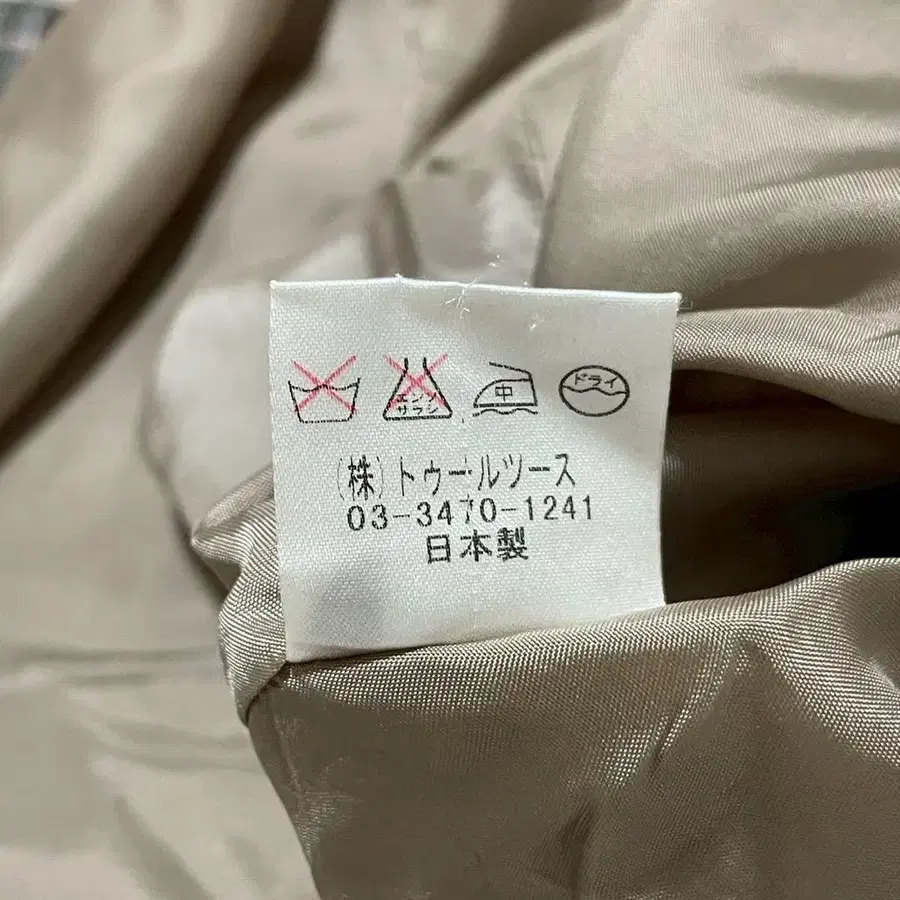 エンソ サラシ 中 ドライ
(株)トゥールツース
03-3470-1241
日本製